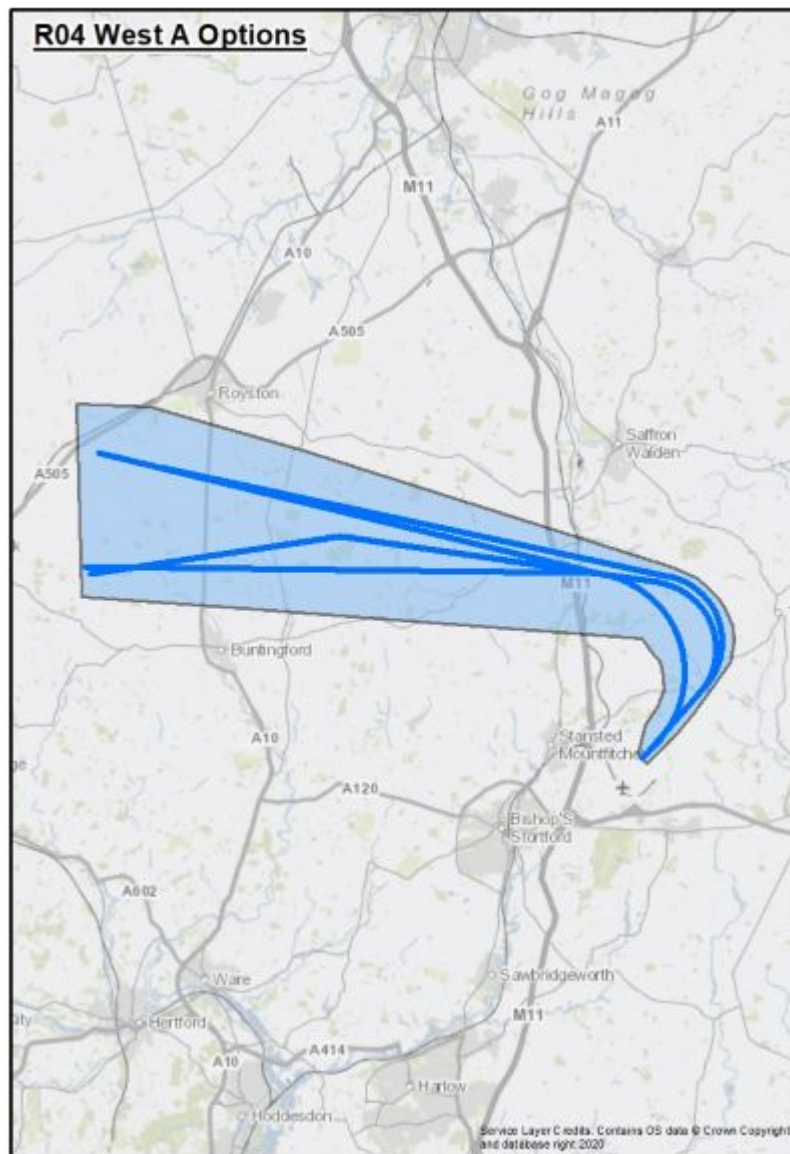 R04 West A Options
Gog Magog
Hills
A11
M11
A10
A505
Royston
Saffron
Walden
A505
M11
Buntingford
Stansted
Mountfitche
A10
A120
Bishop'S
Stortford
A602
Ware
Sawbridgeworth
Hertford
M11
A414
A10
Harlow
Hoddesdon
Service Layer Credits: Contains OS data © Crown Copyright
and database right 2020